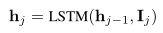 h_j = LSTM(h_{j−1}, I_j)